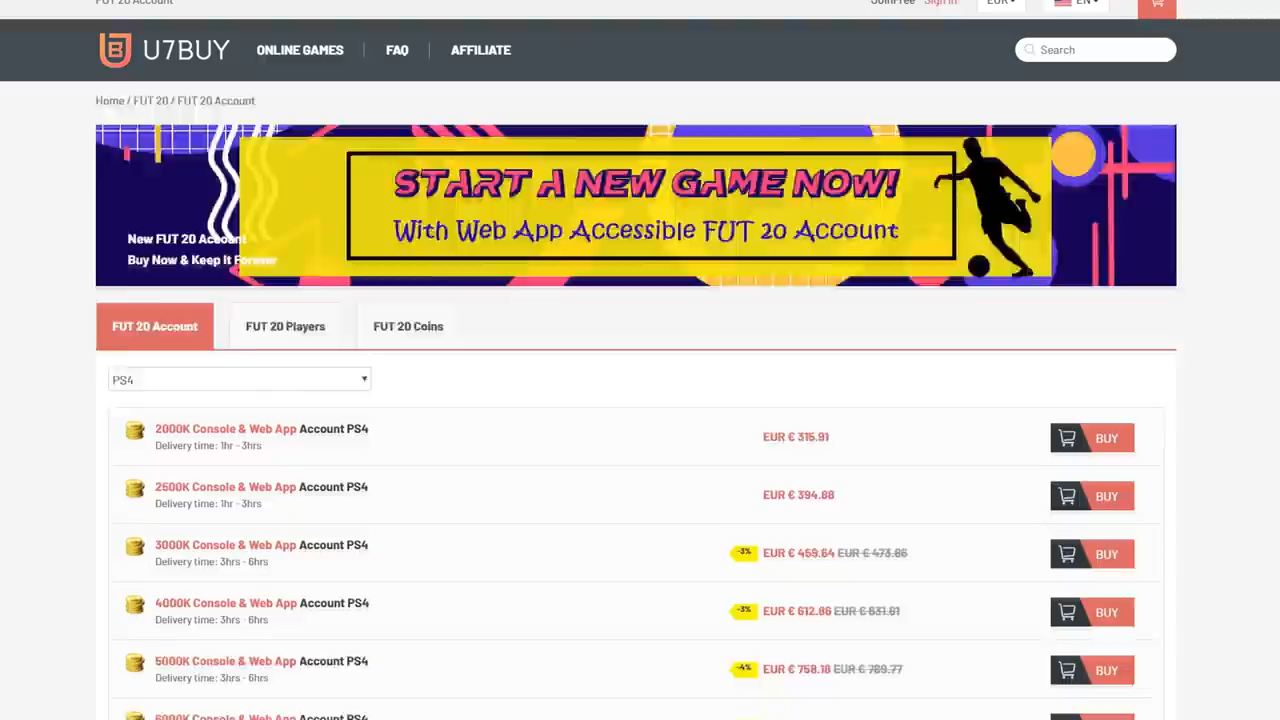 FUT 20 Account
JoinFree Sign in EUR EN
U7BUY ONLINE GAMES FAQ AFFILIATE Search
Home / FUT 20 / FUT 20 Account
START A NEW GAME NOW!
With Web App Accessible FUT 20 Account
New FUT 20 Account
Buy Now & Keep It Forever
FUT 20 Account FUT 20 Players FUT 20 Coins
PS4
2000K Console & Web App Account PS4
Delivery time: 1hr - 3hrs
EUR € 315.91
BUY
2500K Console & Web App Account PS4
Delivery time: 1hr - 3hrs
EUR € 394.88
BUY
3000K Console & Web App Account PS4
Delivery time: 3hrs - 6hrs
-3% EUR € 459.64 EUR € 473.86
BUY
4000K Console & Web App Account PS4
Delivery time: 3hrs - 6hrs
-3% EUR € 612.86 EUR € 631.81
BUY
5000K Console & Web App Account PS4
Delivery time: 3hrs - 6hrs
-4% EUR € 758.18 EUR € 789.77
BUY
Console & Web App Account PS4